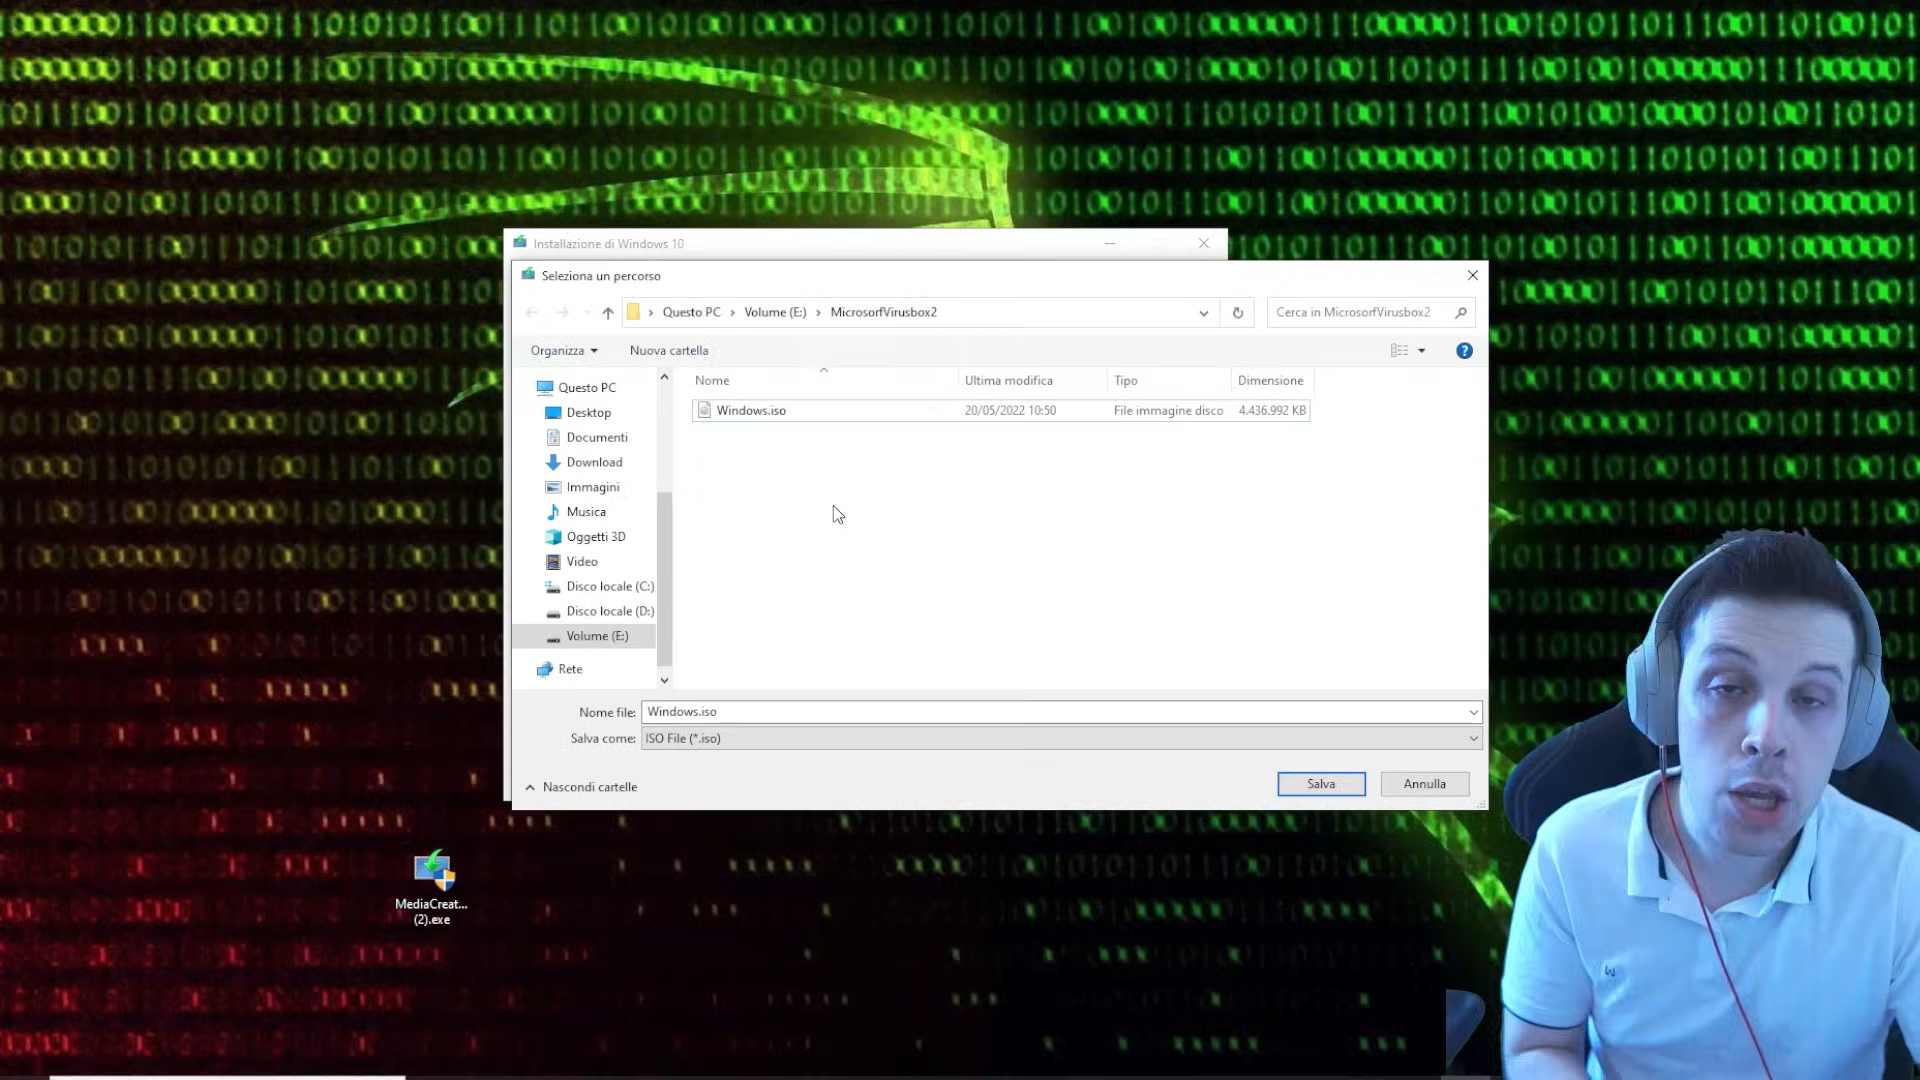 Installazione di Windows 10
Seleziona un percorso
Questo PC > Volume (E:) > MicrosorfVirusbox2
Cerca in MicrosorfVirusbox2
Organizza
Nuova cartella
Nome
Ultima modifica
Tipo
Dimensione
Windows.iso
20/05/2022 10:50
File immagine disco
4.436.992 KB
Questo PC
Desktop
Documenti
Download
Immagini
Musica
Oggetti 3D
Video
Disco locale (C:)
Disco locale (D:)
Volume (E:)
Rete
Nome file: Windows.iso
Salva come: ISO File (*.iso)
Nascondi cartelle
Salva
Annulla
MediaCreat...
(2).exe